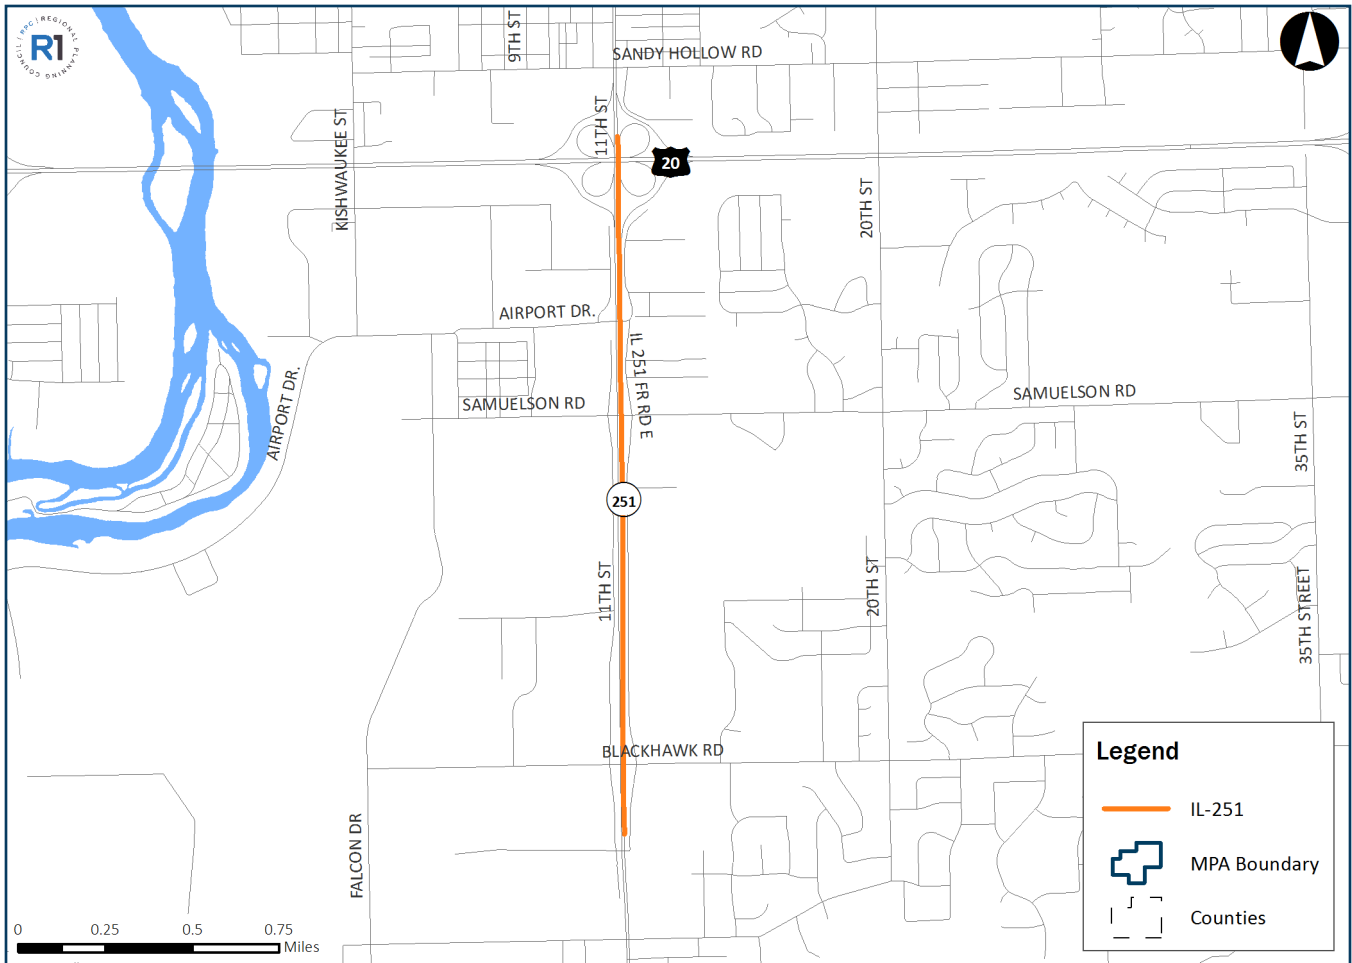 R1
RPC | REGIONAL PLANNING COUNCIL |
9TH ST
SANDY HOLLOW RD
11TH ST
KISHWAUKEE ST
20
20TH ST
AIRPORT DR.
IL 251 FR RD E
AIRPORT DR.
SAMUELSON RD
SAMUELSON RD
35TH ST
251
11TH ST
20TH ST
35TH STREET
BLACKHAWK RD
FALCON DR
Legend
IL-251
MPA Boundary
Counties
0 0.25 0.5 0.75
Miles